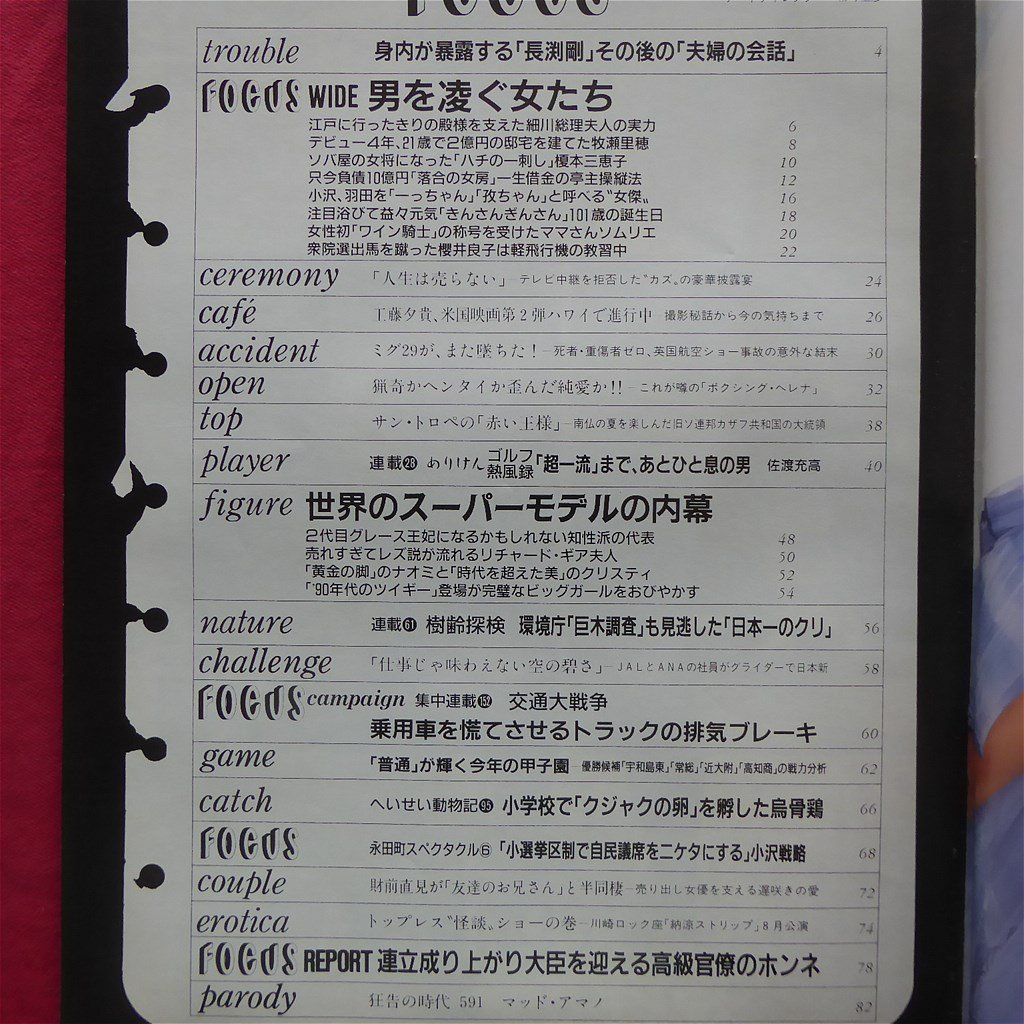 FOCUS
trouble 身内が暴露する「長渕剛」その後の「夫婦の会話」 4
FOCUS WIDE 男を凌ぐ女たち
江戸に行ったきりの殿様を支えた細川総理夫人の実力 6
デビュー4年、21歳で2億円の邸宅を建てた牧瀬里穂 8
ソバ屋の女将になった「ハチの一刺し」榎本三恵子 10
只今負債10億円「落合の女房」一生借金の亭主操縦法 12
小沢、羽田を「一っちゃん」「孜ちゃん」と呼べる〝女傑〟 16
注目浴びて益々元気「きんさんぎんさん」101歳の誕生日 18
女性初「ワイン騎士」の称号を受けたママさんソムリエ 20
衆院選出馬を蹴った櫻井良子は軽飛行機の教習中 22
ceremony 「人生は売らない」―テレビ中継を拒否した〝カズ〟の豪華披露宴 24
café 工藤夕貴、米国映画第2弾ハワイで進行中―撮影秘話から今の気持ちまで 26
accident ミグ29が、また墜ちた!―死者・重傷者ゼロ、英国航空ショー事故の意外な結末 30
open 猟奇かヘンタイか歪んだ純愛か!!―これが噂の「ボクシング・ヘレナ」 32
top サン・トロペの「赤い王様」―南仏の夏を楽しんだ旧ソ連邦カザフ共和国の大統領 38
player 連載㉘ ありけん ゴルフ熱風録 「超一流」まで、あとひと息の男 佐渡充高 40
figure 世界のスーパーモデルの内幕
2代目グレース王妃になるかもしれない知性派の代表 48
売れすぎてレズ説が流れるリチャード・ギア夫人 50
「黄金の脚」のナオミと「時代を超えた美」のクリスティ 52
「'90年代のツイギー」登場が完璧なビッグガールをおびやかす 54
nature 連載61 樹齢探検 環境庁「巨木調査」も見逃した「日本一のクリ」 56
challenge 「仕事じゃ味わえない空の碧さ」―JALとANAの社員がグライダーで日本新 58
FOCUS campaign 集中連載152 交通大戦争
乗用車を慌てさせるトラックの排気ブレーキ 60
game 「普通」が輝く今年の甲子園―優勝候補「宇和島東」「常総」「近大附」「高知商」の戦力分析 62
catch へいせい動物記85 小学校で「クジャクの卵」を孵した烏骨鶏 66
FOCUS 永田町スペクタクル⑥ 「小選挙区制で自民議席を二ケタにする」小沢戦略 68
couple 財前直見が「友達のお兄さん」と半同棲―売り出し女優を支える遅咲きの愛 72
erotica トップレス〝怪談〟ショーの巻―川崎ロック座「納涼ストリップ」8月公演 74
FOCUS REPORT 連立成り上がり大臣を迎える高級官僚のホンネ 78
parody 狂告の時代 591 マッド・アマノ 82